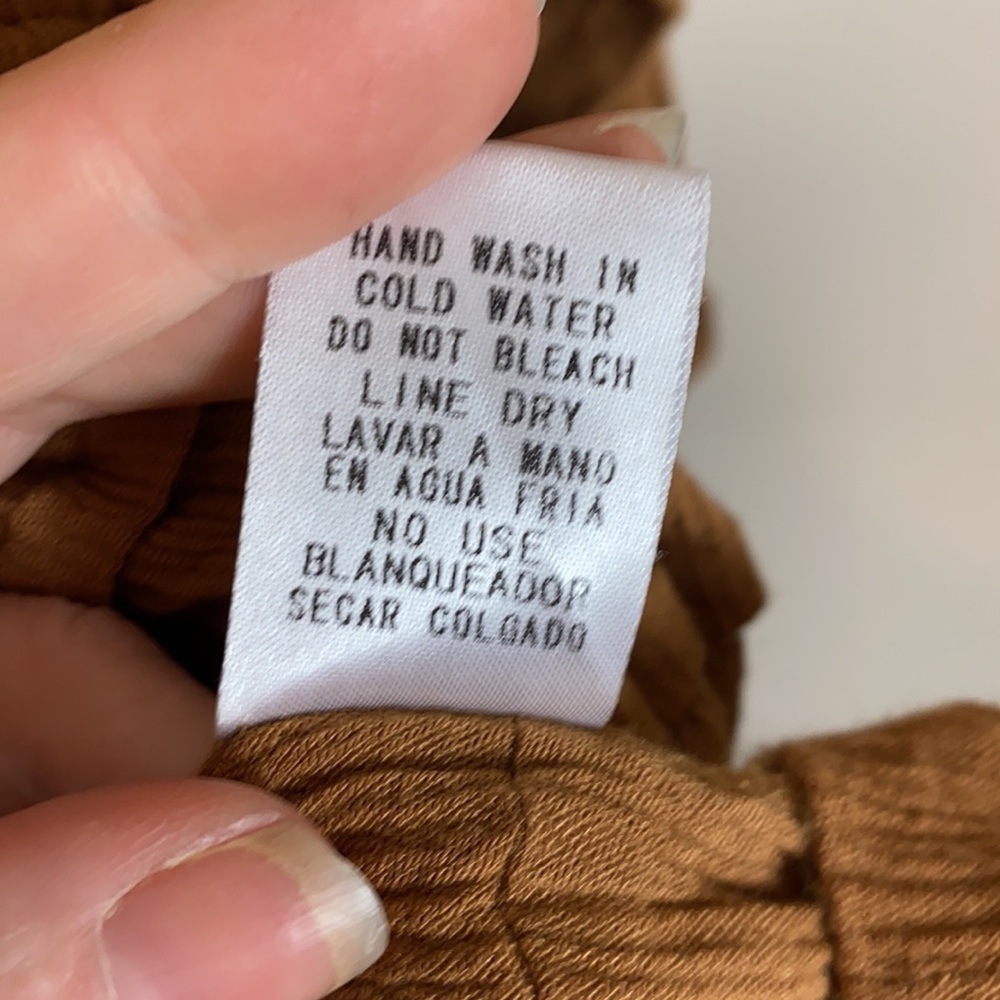 HAND WASH IN
COLD WATER
DO NOT BLEACH
LINE DRY
LAVAR A MANO
EN AGUA FRIA
NO USE
BLANQUEADOR
SECAR COLGADO